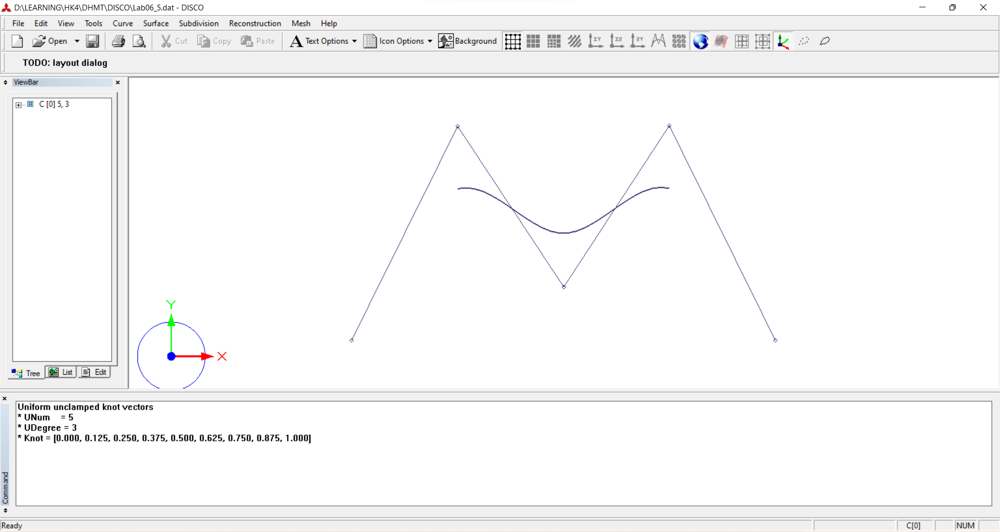 D:\LEARNING\HK4\DHMT\DISCO\Lab06_5.dat - DISCO
File Edit View Tools Curve Surface Subdivision Reconstruction Mesh Help
Open Cut Copy Paste Text Options Icon Options Background XY XZ ZY
TODO: layout dialog
ViewBar
C [0] 5, 3
Y
X
Tree List Edit
Uniform unclamped knot vectors
* UNum = 5
* UDegree = 3
* Knot = [0.000, 0.125, 0.250, 0.375, 0.500, 0.625, 0.750, 0.875, 1.000]
Command
Ready C[0] NUM